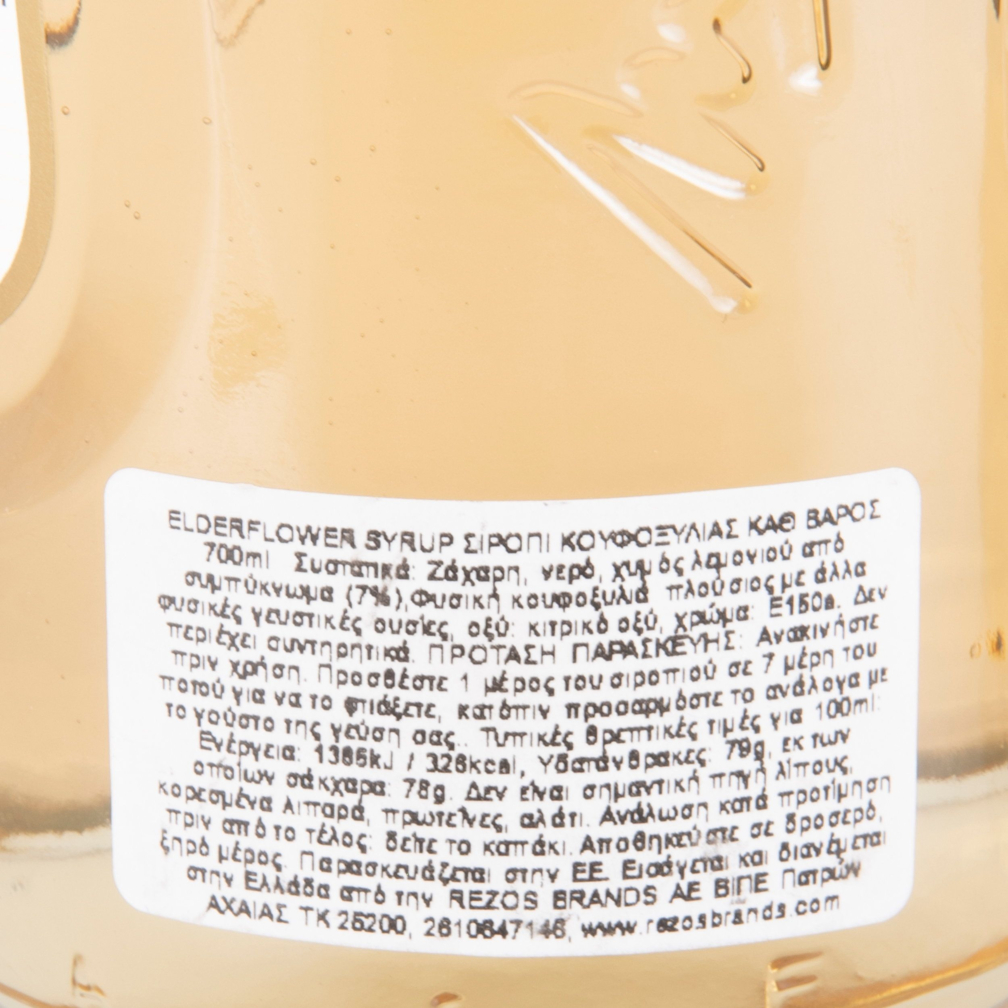 ELDERFLOWER SYRUP ΣΙΡΟΠΙ ΚΟΥΦΟΞΥΛΙΑΣ ΚΑΘ ΒΑΡΟΣ
700ml Συστατικά: Ζάχαρη, νερό, χυμός λεμονιού από
συμπύκνωμα (7%), Φυσική κουφοξυλιά πλούσιος με άλλα
φυσικές γευστικές ουσίες, οξύ: κιτρικό οξύ, χρώμα: E150a. Δεν
περιέχει συντηρητικά. ΠΡΟΤΑΣΗ ΠΑΡΑΣΚΕΥΗΣ: Ανακινήστε
πριν χρήση. Προσθέστε 1 μέρος του σιροπιού σε 7 μέρη του
ποτού για να το φτιάξετε, κατόπιν προσαρμόστε το ανάλογα με
το γούστο της γεύση σας.. Τυπικές θρεπτικές τιμές για 100ml:
Ενέργεια: 1385kJ / 326kcal, Υδατάνθρακες: 79g, εκ των
οποίων σάκχαρα: 78g. Δεν είναι σημαντική πηγή λίπους,
κορεσμένα λιπαρά, πρωτεΐνες, αλάτι. Ανάλωση κατά προτίμηση
πριν από το τέλος: δείτε το καπάκι. Αποθηκεύστε σε δροσερό,
ξηρό μέρος. Παρασκευάζεται στην ΕΕ. Εισάγεται και διανέμεται
στην Ελλάδα από την REZOS BRANDS ΑΕ ΒΙΠΕ Πατρών
ΑΧΑΙΑΣ ΤΚ 25200, 2610647146, www.rezosbrands.com